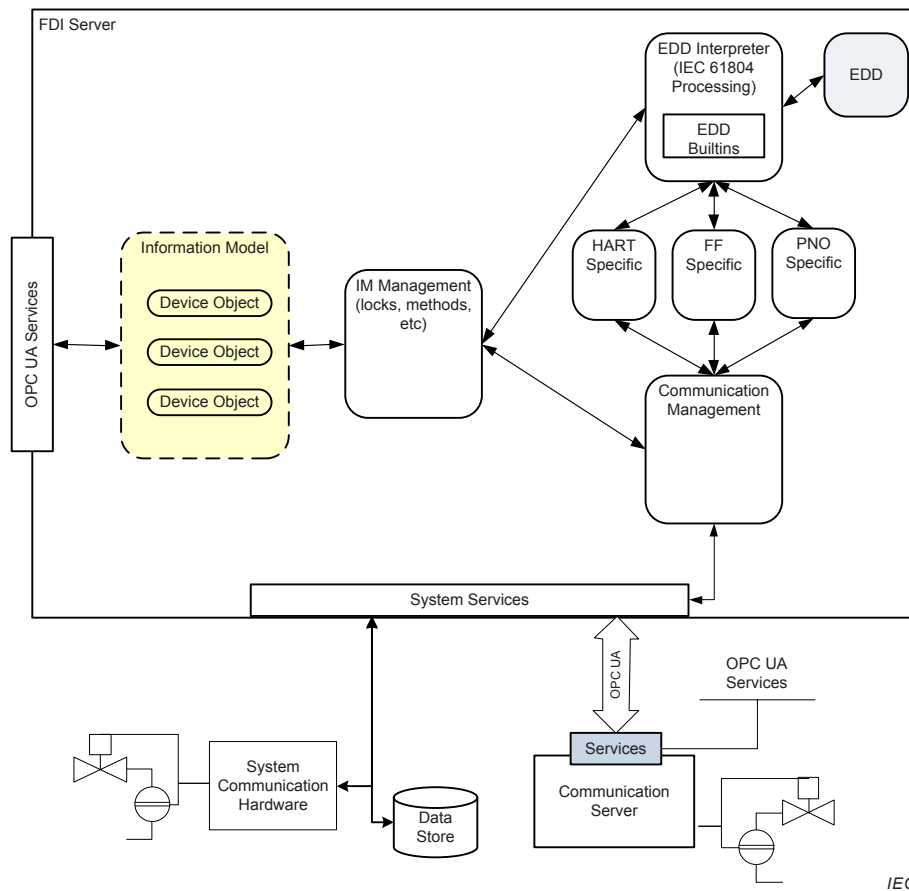 FDI Server
EDD Interpreter
(IEC 61804
Processing)
EDD
Builtins
EDD
HART
Specific
FF
Specific
PNO
Specific
Information Model
Device Object
Device Object
Device Object
IM Management
(locks, methods,
etc)
OPC UA Services
Communication
Management
System Services
OPC UA
OPC UA
Services
Services
System
Communication
Hardware
Data
Store
Communication
Server
IEC